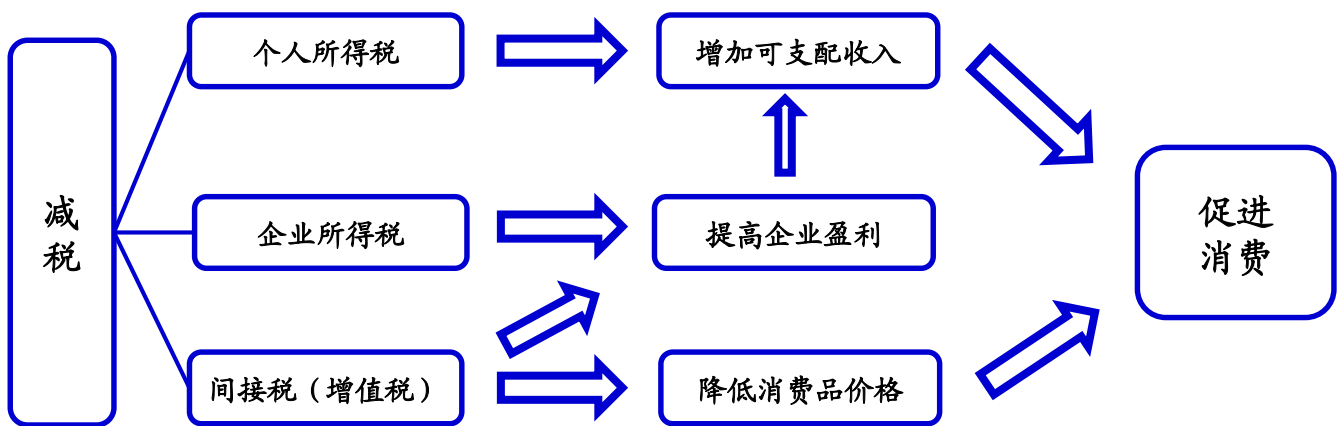 减
税
个人所得税
增加可支配收入
企业所得税
提高企业盈利
间接税（增值税）
降低消费品价格
促进
消费